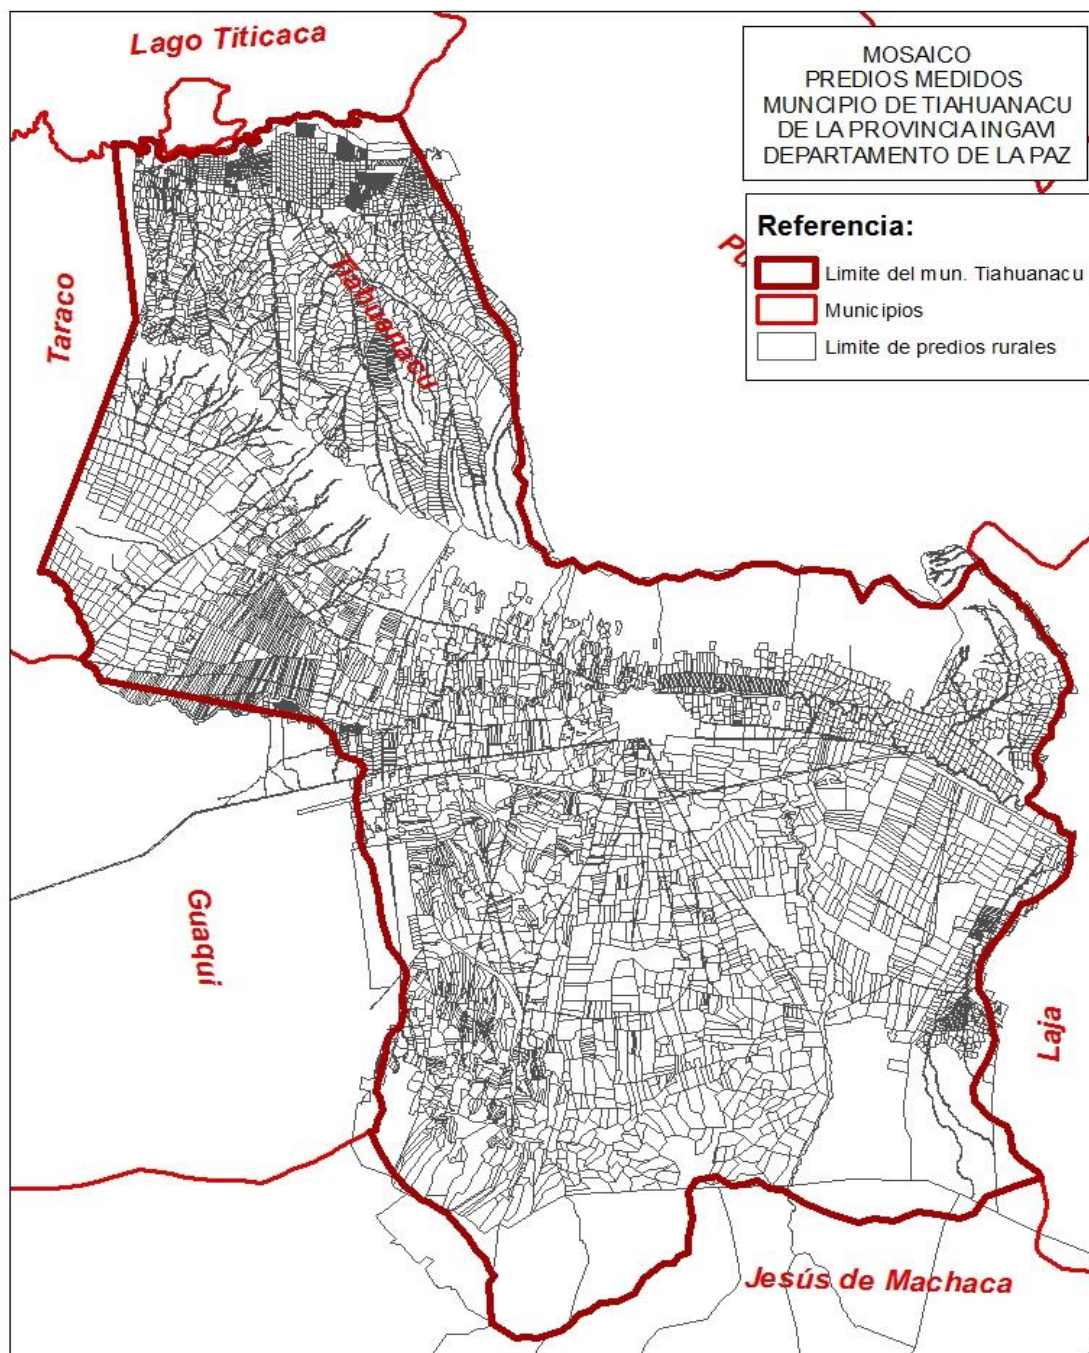 Lago Titicaca
MOSAICO
PREDIOS MEDIDOS
MUNCIPIO DE TIAHUANACU
DE LA PROVINCIA INGAVI
DEPARTAMENTO DE LA PAZ
Referencia:
Limite del mun. Tiahuanacu
Municipios
Limite de predios rurales
Taraco
Tiahuanacu
Guaqui
Laja
Jesús de Machaca